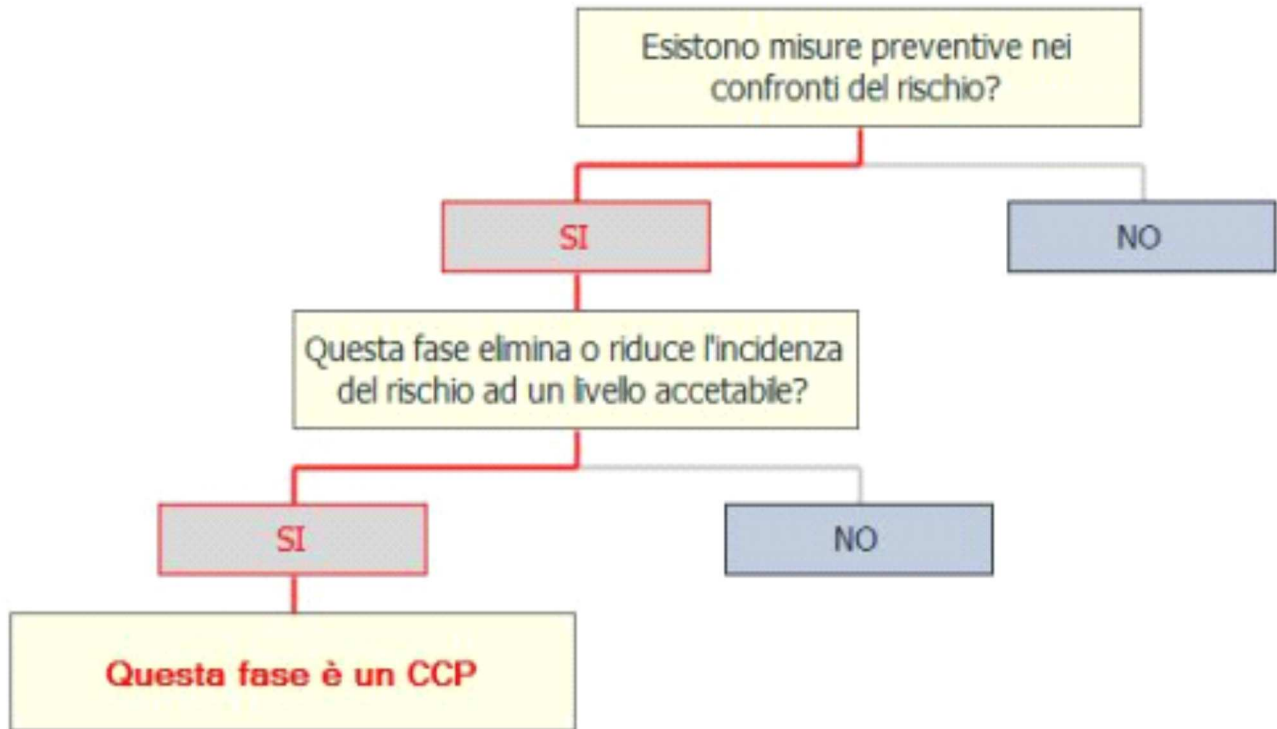 Esistono misure preventive nei
confronti del rischio?
SI
NO
Questa fase elimina o riduce l'incidenza
del rischio ad un livello accetabile?
SI
NO
Questa fase è un CCP